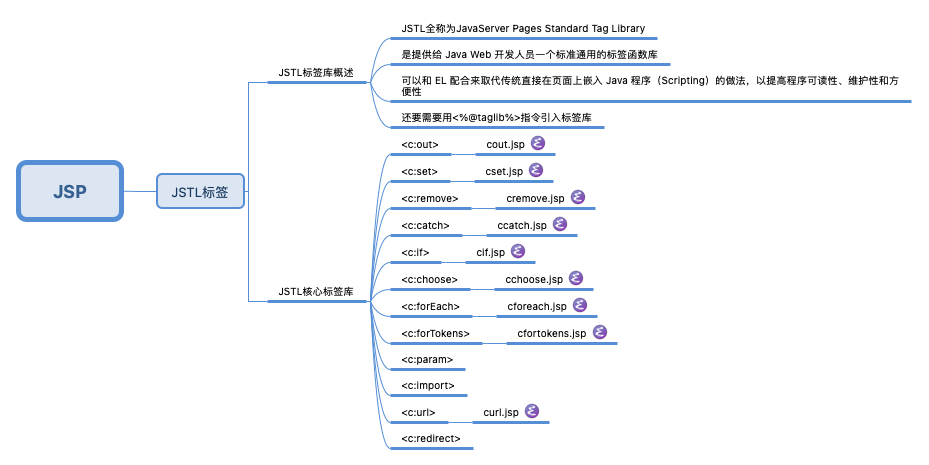 JSP
JSTL标签
JSTL标签库概述
JSTL全称为JavaServer Pages Standard Tag Library
是提供给 Java Web 开发人员一个标准通用的标签函数库
可以和 EL 配合来取代传统直接在页面上嵌入 Java 程序（Scripting）的做法，以提高程序可读性、维护性和方
便性
还要需要用<%@taglib%>指令引入标签库
JSTL核心标签库
<c:out> cout.jsp
<c:set> cset.jsp
<c:remove> cremove.jsp
<c:catch> ccatch.jsp
<c:if> cif.jsp
<c:choose> cchoose.jsp
<c:forEach> cforeach.jsp
<c:forTokens> cfortokens.jsp
<c:param>
<c:import>
<c:url> curl.jsp
<c:redirect>